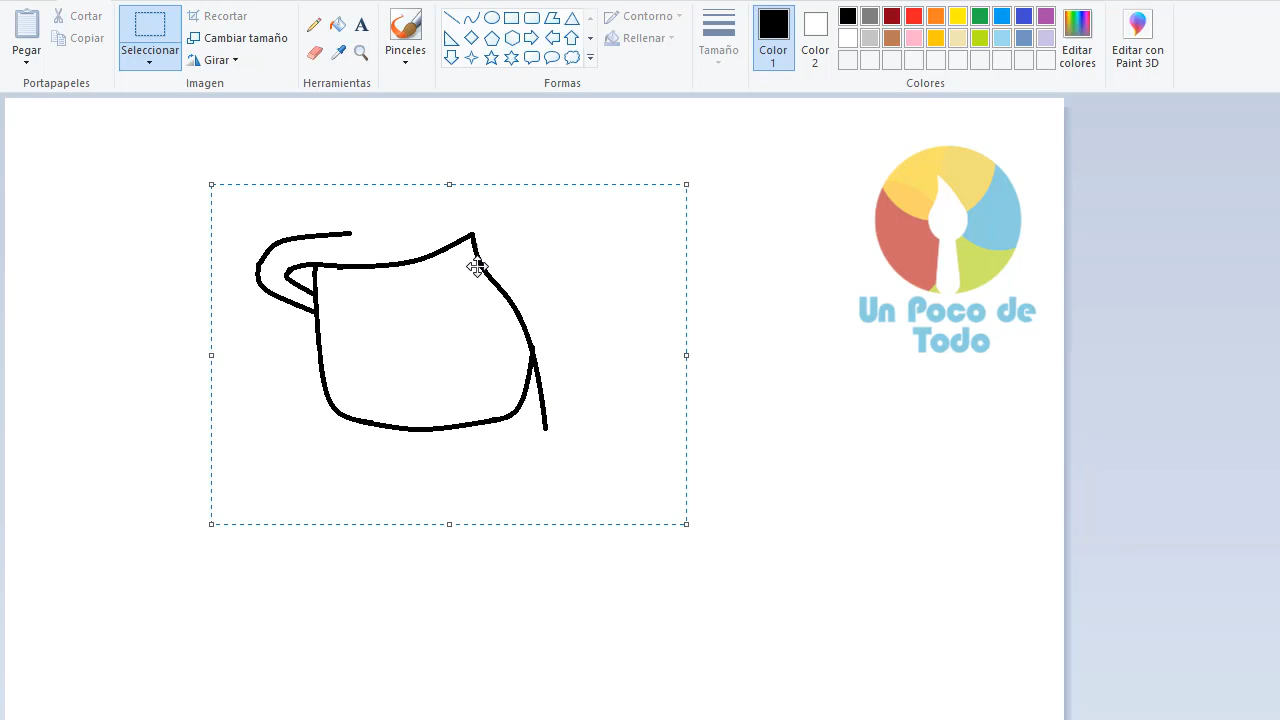 Pegar
Portapapeles
Cortar
Copiar
Seleccionar
Recortar
Cambiar tamaño
Girar
Imagen
A
Herramientas
Pinceles
Contorno
Rellenar
Formas
Tamaño
Color
1
Color
2
Editar
colores
Colores
Editar con
Paint 3D
Un Poco de
Todo